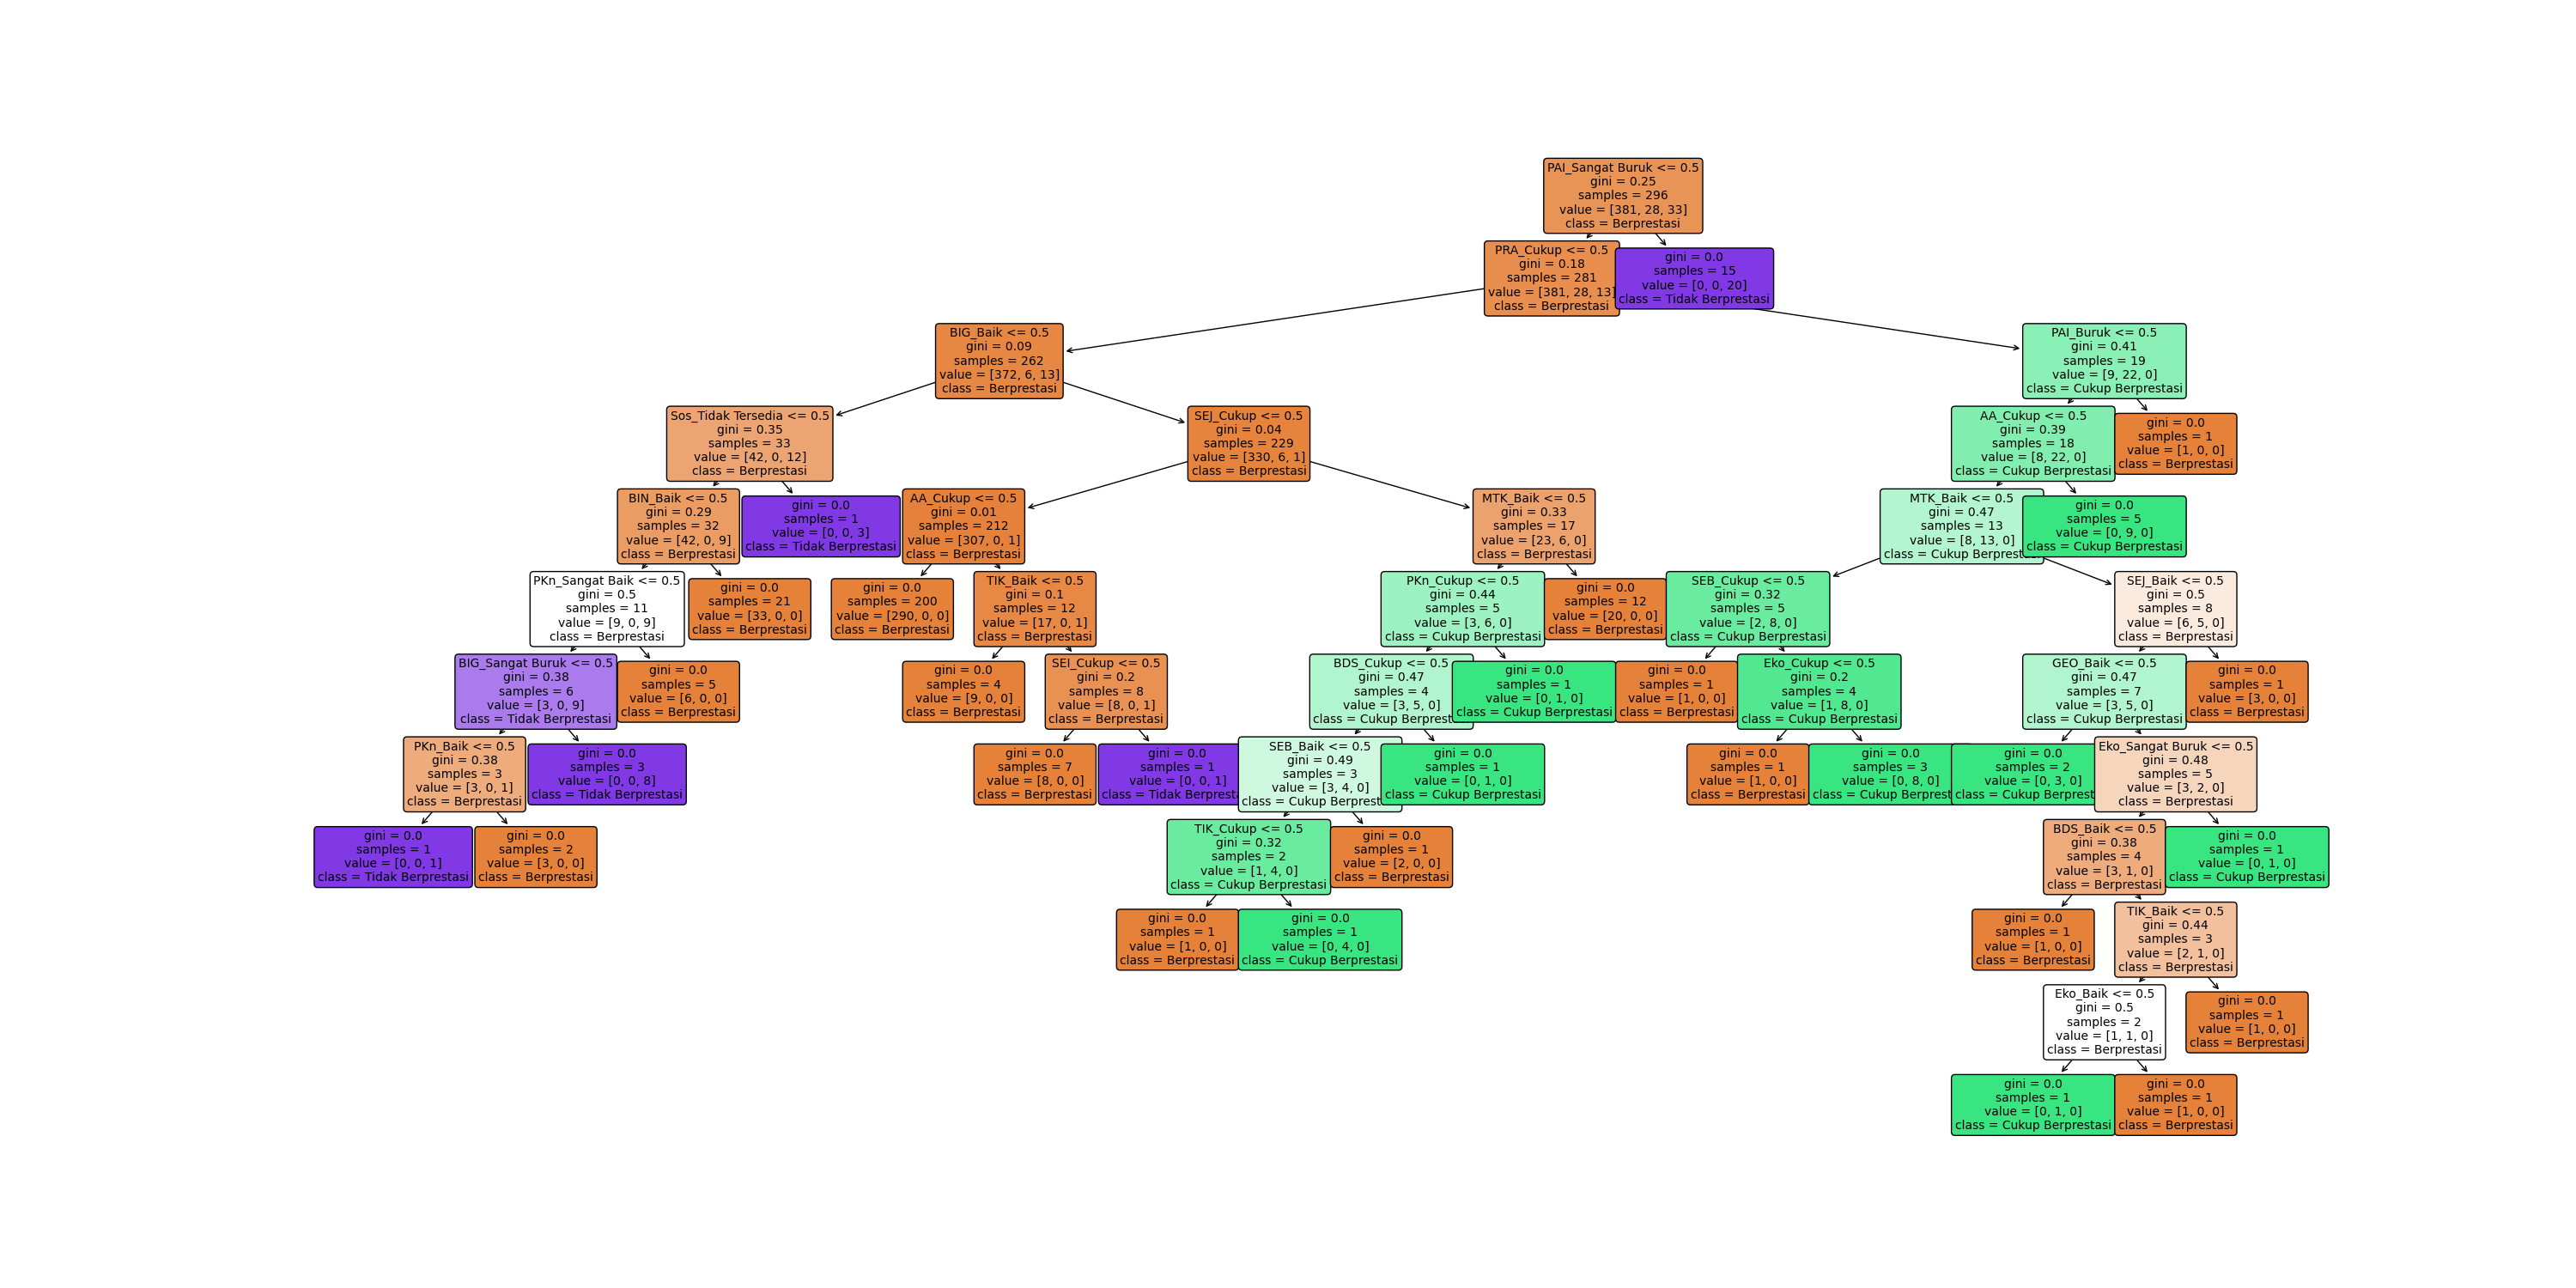 PAI_Sangat Buruk <= 0.5
gini = 0.25
samples = 296
value = [381, 28, 33]
class = Berprestasi
PRA_Cukup <= 0.5
gini = 0.18
samples = 281
value = [381, 28, 13]
class = Berprestasi
gini = 0.0
samples = 15
value = [0, 0, 20]
class = Tidak Berprestasi
BIG_Baik <= 0.5
gini = 0.09
samples = 262
value = [372, 6, 13]
class = Berprestasi
PAI_Buruk <= 0.5
gini = 0.41
samples = 19
value = [9, 22, 0]
class = Cukup Berprestasi
Sos_Tidak Tersedia <= 0.5
gini = 0.35
samples = 33
value = [42, 0, 12]
class = Berprestasi
SEJ_Cukup <= 0.5
gini = 0.04
samples = 229
value = [330, 6, 1]
class = Berprestasi
AA_Cukup <= 0.5
gini = 0.39
samples = 18
value = [8, 22, 0]
class = Cukup Berprestasi
gini = 0.0
samples = 1
value = [1, 0, 0]
class = Berprestasi
BIN_Baik <= 0.5
gini = 0.29
samples = 32
value = [42, 0, 9]
class = Berprestasi
gini = 0.0
samples = 1
value = [0, 0, 3]
class = Tidak Berprestasi
AA_Cukup <= 0.5
gini = 0.01
samples = 212
value = [307, 0, 1]
class = Berprestasi
MTK_Baik <= 0.5
gini = 0.33
samples = 17
value = [23, 6, 0]
class = Berprestasi
MTK_Baik <= 0.5
gini = 0.47
samples = 13
value = [8, 13, 0]
class = Cukup Berprest
gini = 0.0
samples = 5
value = [0, 9, 0]
class = Cukup Berprestasi
PKn_Sangat Baik <= 0.5
gini = 0.5
samples = 11
value = [9, 0, 9]
class = Berprestasi
gini = 0.0
samples = 21
value = [33, 0, 0]
class = Berprestasi
gini = 0.0
samples = 200
value = [290, 0, 0]
class = Berprestasi
TIK_Baik <= 0.5
gini = 0.1
samples = 12
value = [17, 0, 1]
class = Berprestasi
PKn_Cukup <= 0.5
gini = 0.44
samples = 5
value = [3, 6, 0]
class = Cukup Berprestasi
gini = 0.0
samples = 12
value = [20, 0, 0]
class = Berprestasi
SEB_Cukup <= 0.5
gini = 0.32
samples = 5
value = [2, 8, 0]
class = Cukup Berprestasi
SEJ_Baik <= 0.5
gini = 0.5
samples = 8
value = [6, 5, 0]
class = Berprestasi
BIG_Sangat Buruk <= 0.5
gini = 0.38
samples = 6
value = [3, 0, 9]
class = Tidak Berprestasi
gini = 0.0
samples = 5
value = [6, 0, 0]
class = Berprestasi
gini = 0.0
samples = 4
value = [9, 0, 0]
class = Berprestasi
SEI_Cukup <= 0.5
gini = 0.2
samples = 8
value = [8, 0, 1]
class = Berprestasi
BDS_Cukup <= 0.5
gini = 0.47
samples = 4
value = [3, 5, 0]
class = Cukup Berprest
gini = 0.0
samples = 1
value = [0, 1, 0]
class = Cukup Berprestasi
gini = 0.0
samples = 1
value = [1, 0, 0]
class = Berprestasi
Eko_Cukup <= 0.5
gini = 0.2
samples = 4
value = [1, 8, 0]
class = Cukup Berprestasi
GEO_Baik <= 0.5
gini = 0.47
samples = 7
value = [3, 5, 0]
class = Cukup Berprestasi
gini = 0.0
samples = 1
value = [3, 0, 0]
class = Berprestasi
PKn_Baik <= 0.5
gini = 0.38
samples = 3
value = [3, 0, 1]
class = Berprestasi
gini = 0.0
samples = 3
value = [0, 0, 8]
class = Tidak Berprestasi
gini = 0.0
samples = 7
value = [8, 0, 0]
class = Berprestasi
gini = 0.0
samples = 1
value = [0, 0, 1]
class = Tidak Berpresta
SEB_Baik <= 0.5
gini = 0.49
samples = 3
value = [3, 4, 0]
class = Cukup Berprest
gini = 0.0
samples = 1
value = [0, 1, 0]
class = Cukup Berprestasi
gini = 0.0
samples = 1
value = [1, 0, 0]
class = Berprestasi
gini = 0.0
samples = 3
value = [0, 8, 0]
class = Cukup Berprest
gini = 0.0
samples = 2
value = [0, 3, 0]
class = Cukup Berprest
Eko_Sangat Buruk <= 0.5
gini = 0.48
samples = 5
value = [3, 2, 0]
class = Berprestasi
gini = 0.0
samples = 1
value = [0, 0, 1]
class = Tidak Berprestasi
gini = 0.0
samples = 2
value = [3, 0, 0]
class = Berprestasi
TIK_Cukup <= 0.5
gini = 0.32
samples = 2
value = [1, 4, 0]
class = Cukup Berprestasi
gini = 0.0
samples = 1
value = [2, 0, 0]
class = Berprestasi
BDS_Baik <= 0.5
gini = 0.38
samples = 4
value = [3, 1, 0]
class = Berprestasi
gini = 0.0
samples = 1
value = [0, 1, 0]
class = Cukup Berprestasi
gini = 0.0
samples = 1
value = [1, 0, 0]
class = Berprestasi
gini = 0.0
samples = 1
value = [0, 4, 0]
class = Cukup Berprestasi
gini = 0.0
samples = 1
value = [1, 0, 0]
class = Berprestasi
TIK_Baik <= 0.5
gini = 0.44
samples = 3
value = [2, 1, 0]
class = Berprestasi
Eko_Baik <= 0.5
gini = 0.5
samples = 2
value = [1, 1, 0]
class = Berprestasi
gini = 0.0
samples = 1
value = [1, 0, 0]
class = Berprestasi
gini = 0.0
samples = 1
value = [0, 1, 0]
class = Cukup Berprestasi
gini = 0.0
samples = 1
value = [1, 0, 0]
class = Berprestasi